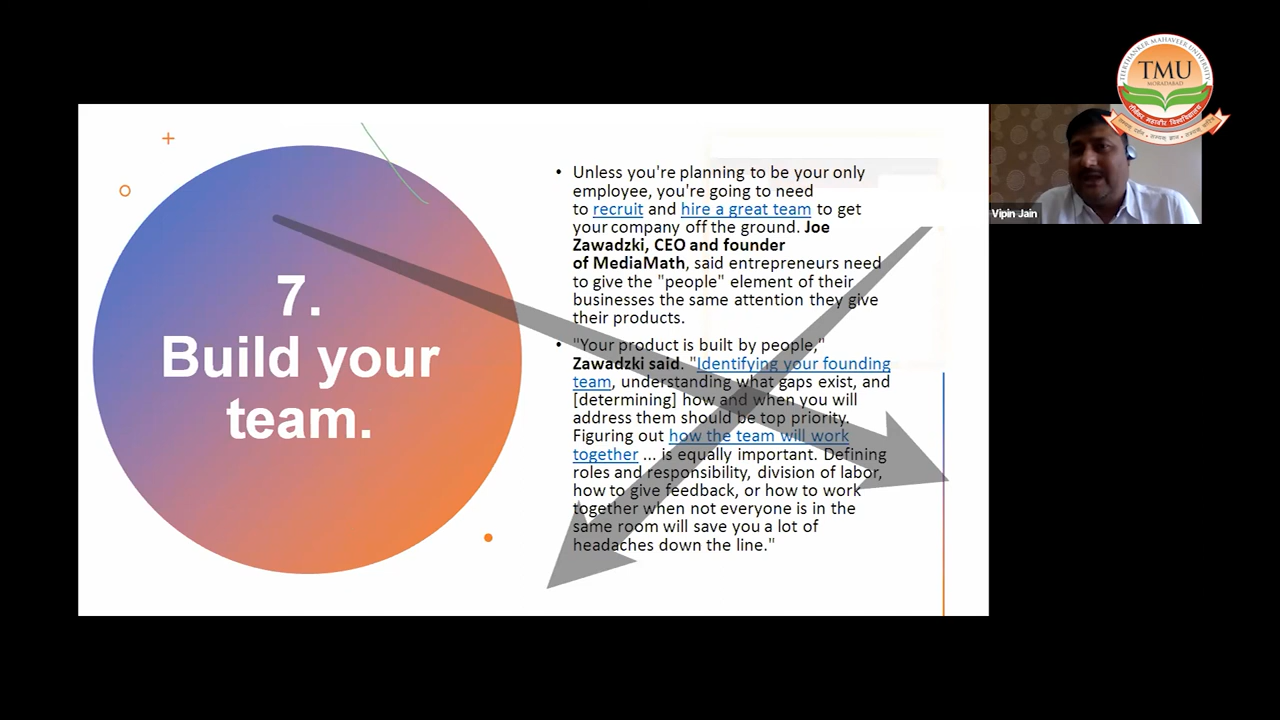 TEERTHANKER MAHAVEER UNIVERSITY
TMU
MORADABAD
Vipin Jain
7.
Build your
team.
• Unless you're planning to be your only
employee, you're going to need
to recruit and hire a great team to get
your company off the ground. Joe
Zawadzki, CEO and founder
of MediaMath, said entrepreneurs need
to give the "people" element of their
businesses the same attention they give
their products.
• "Your product is built by people,"
Zawadzki said. "Identifying your founding
team, understanding what gaps exist, and
[determining] how and when you will
address them should be top priority.
Figuring out how the team will work
together ... is equally important. Defining
roles and responsibility, division of labor,
how to give feedback, or how to work
together when not everyone is in the
same room will save you a lot of
headaches down the line."